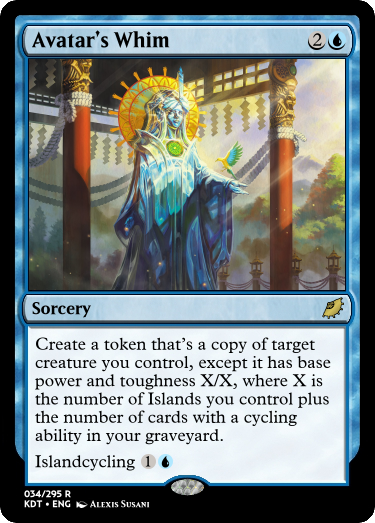 Avatar's Whim 2
Sorcery
Create a token that's a copy of target
creature you control, except it has base
power and toughness X/X, where X is
the number of Islands you control plus
the number of cards with a cycling
ability in your graveyard.
Islandcycling 1
034/295 R
KDT • ENG Alexis Susani